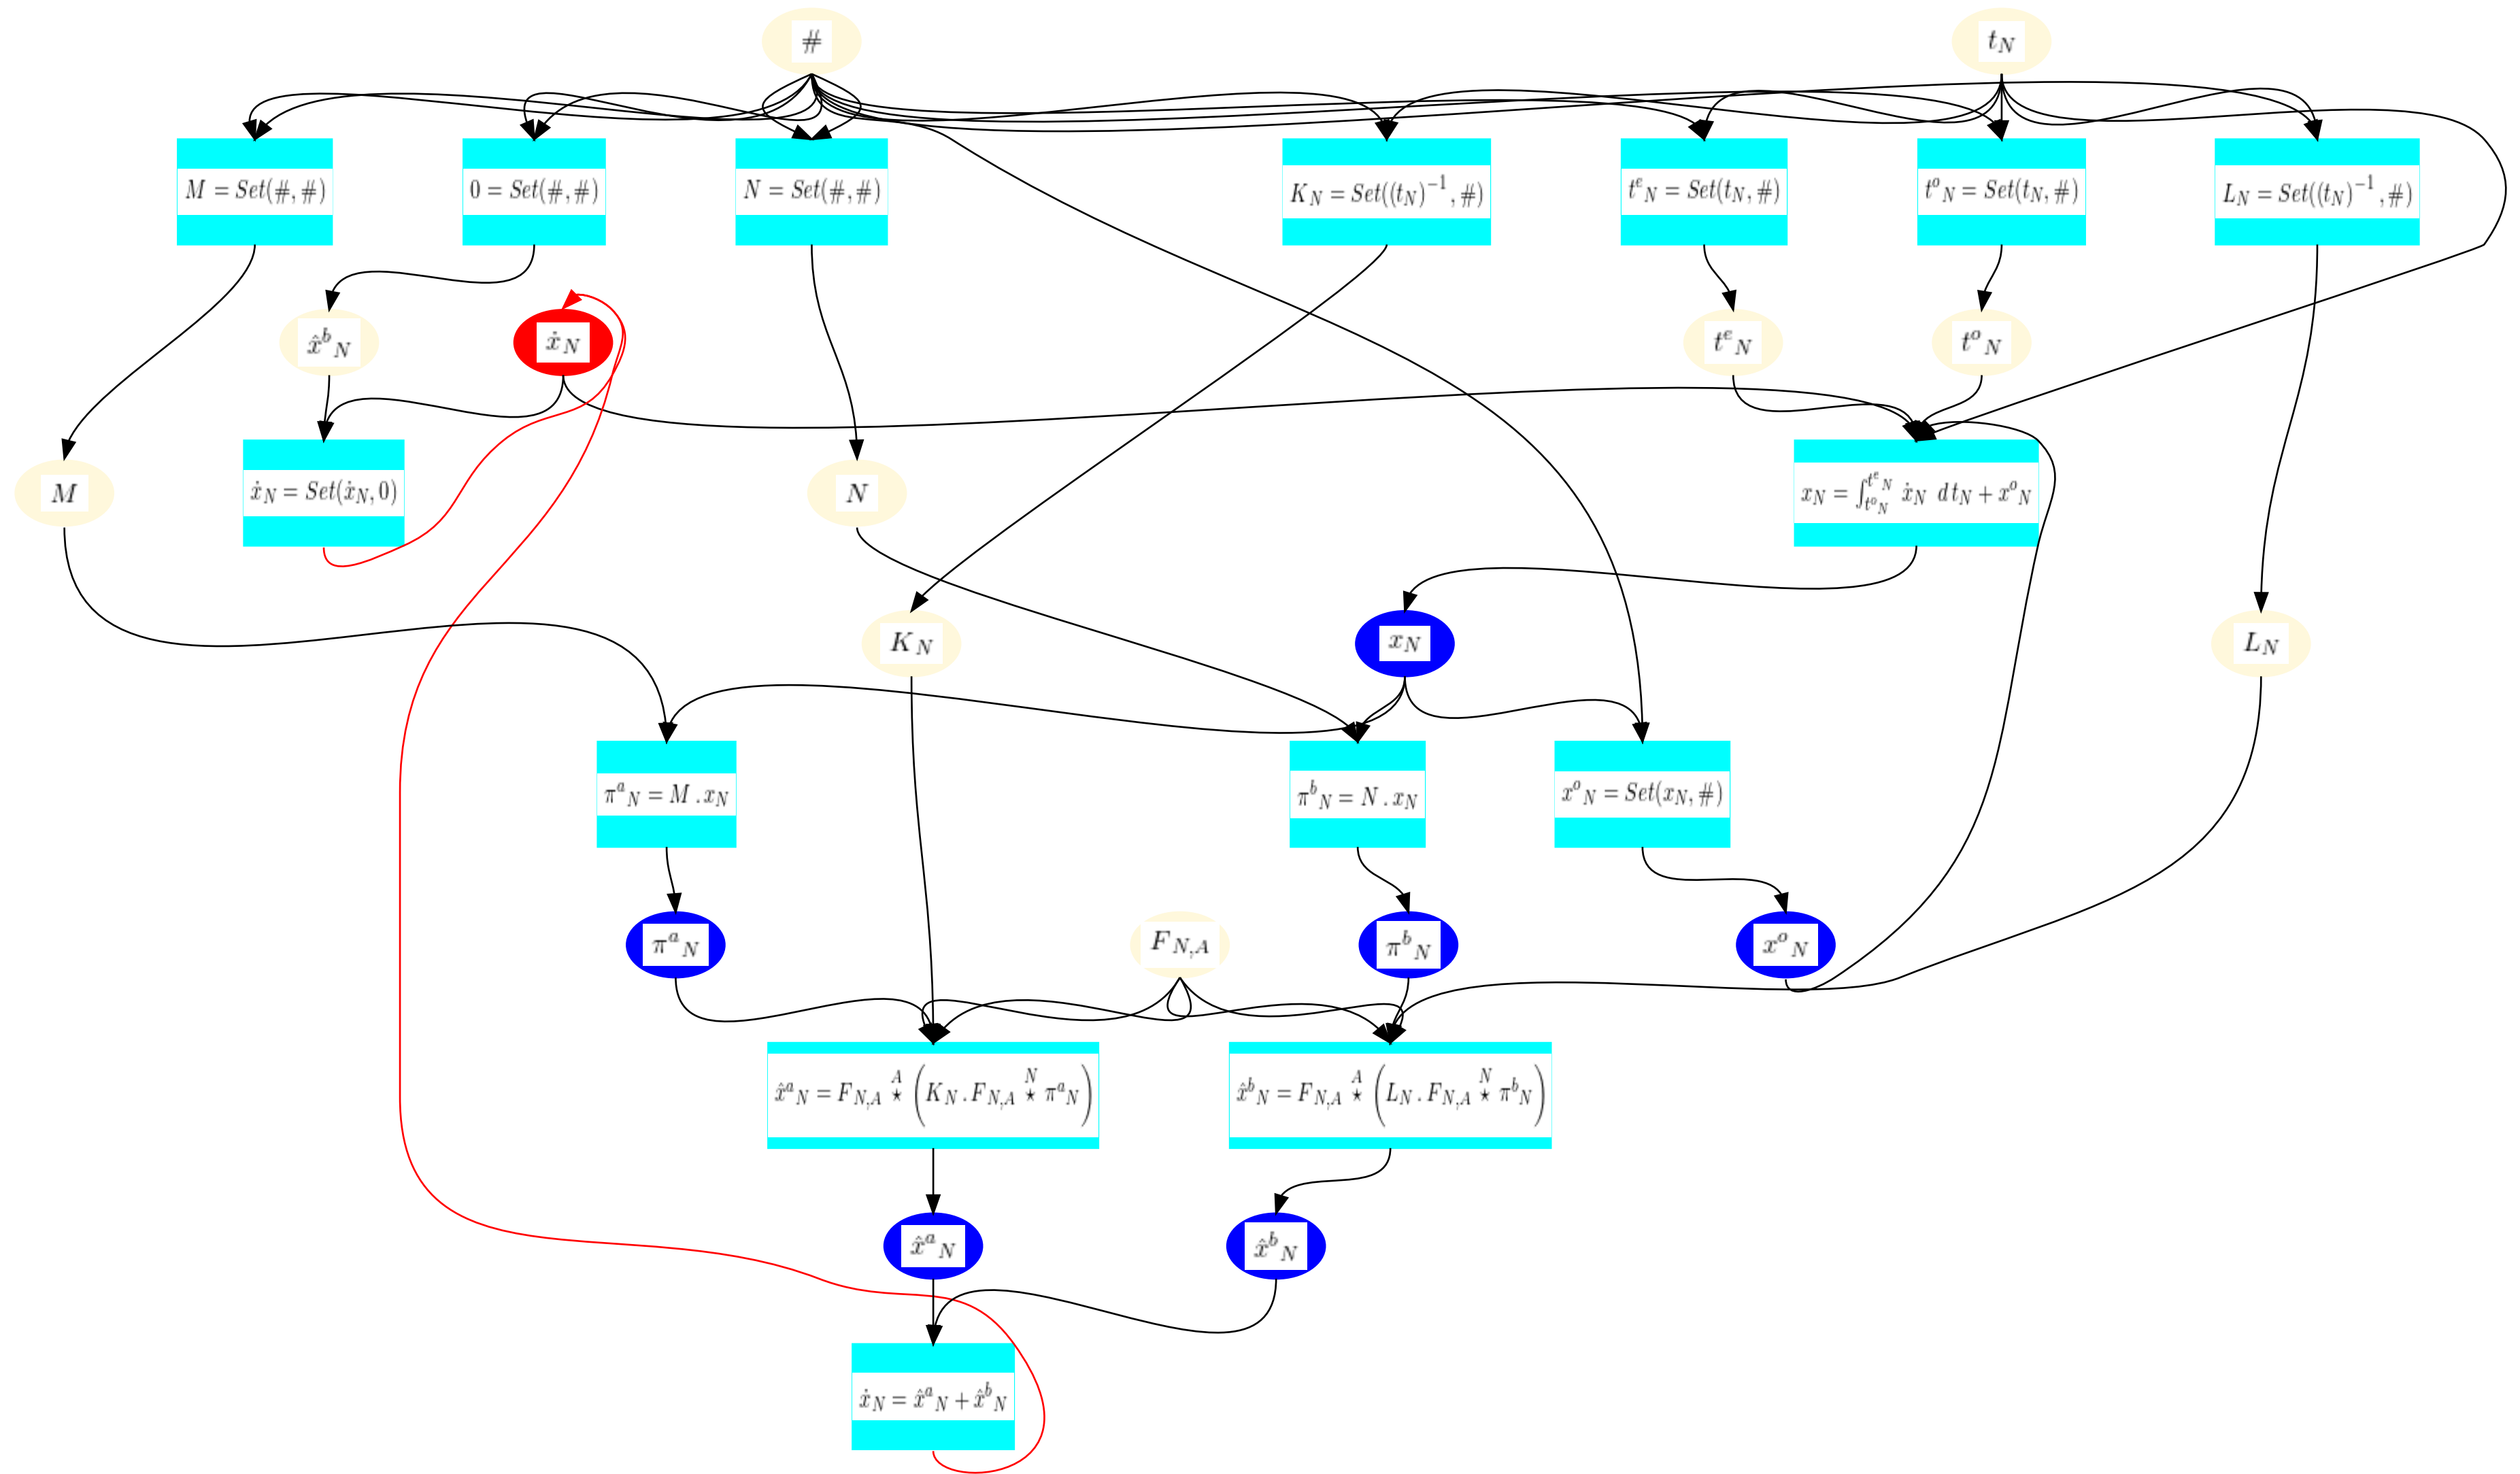 #
t_N
M = Set(#, #)
0 = Set(#, #)
N = Set(#, #)
K_N = Set((t_N)^{-1}, #)
t^e_N = Set(t_N, #)
t^o_N = Set(t_N, #)
L_N = Set((t_N)^{-1}, #)
x̂^b_N
ẋ_N
t^e_N
t^o_N
M
ẋ_N = Set(ẋ_N, 0)
N
x_N = ∫_{t^o_N}^{t^e_N} ẋ_N d t_N + x^o_N
K_N
x_N
L_N
π^a_N = M . x_N
π^b_N = N . x_N
x^o_N = Set(x_N, #)
π^a_N
F_{N,A}
π^b_N
x^o_N
x̂^a_N = F_{N,A} ⋆^A (K_N . F_{N,A} ⋆^N π^a_N)
x̂^b_N = F_{N,A} ⋆^A (L_N . F_{N,A} ⋆^N π^b_N)
x̂^a_N
x̂^b_N
ẋ_N = x̂^a_N + x̂^b_N